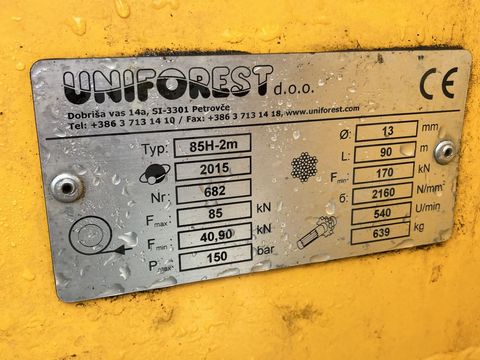 UNIFOREST d.o.o.
CE
Dobriša vas 14a, SI-3301 Petrovče
Tel: +386 3 713 14 10 / Fax: +386 3 713 14 18, www.uniforest.com
Typ: 85H-2m
2015
Nr: 682
Fmax: 85 kN
Fmin: 40,90 kN
Pmax: 150 bar
Ø: 13 mm
L: 90 m
Fmin: 170 kN
б: 2160 N/mm²
540 U/min
639 kg